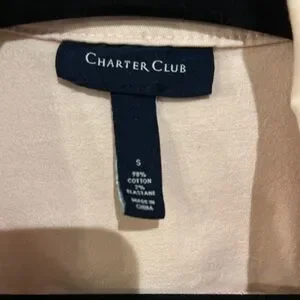 CHARTER CLUB
S
98%
COTTON
2%
ELASTANE
MADE IN
CHINA